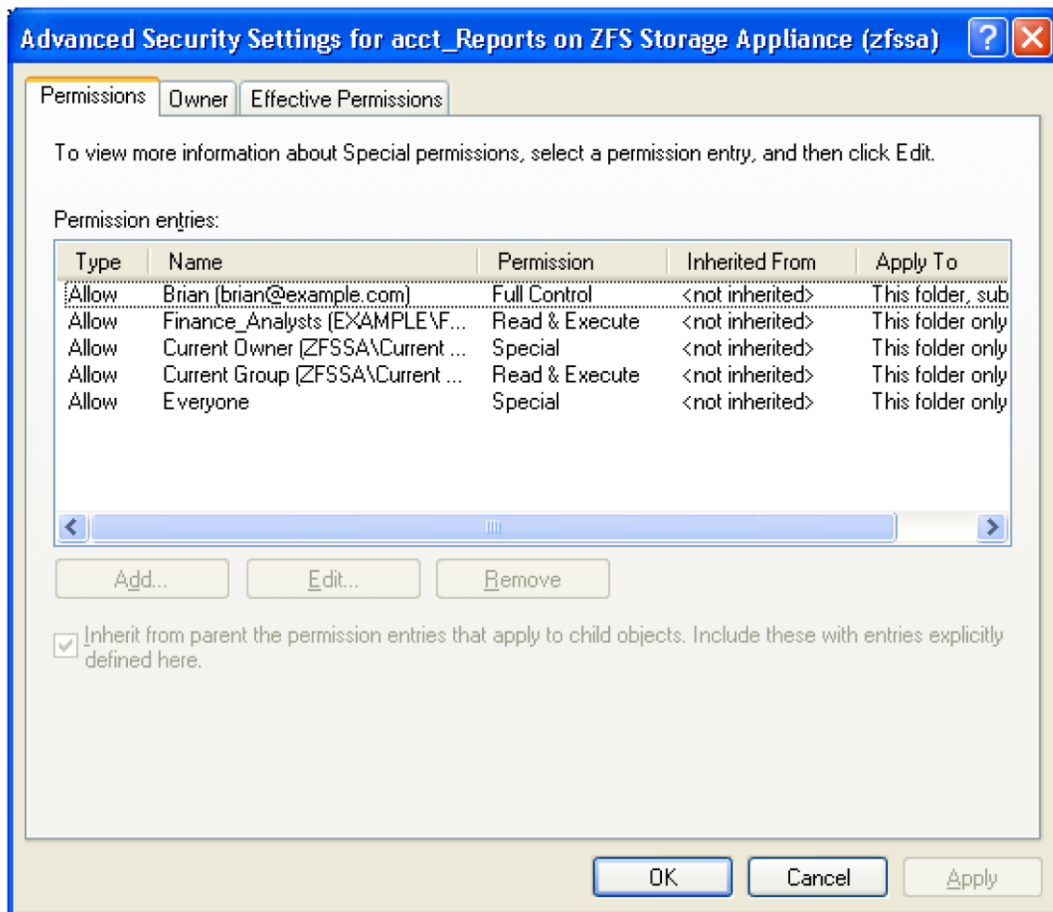 Advanced Security Settings for acct_Reports on ZFS Storage Appliance (zfssa)
Permissions Owner Effective Permissions
To view more information about Special permissions, select a permission entry, and then click Edit.
Permission entries:
Type Name Permission Inherited From Apply To
Allow Brian (brian@example.com) Full Control <not inherited> This folder, sub
Allow Finance_Analysts (EXAMPLE\F... Read & Execute <not inherited> This folder only
Allow Current Owner (ZFSSA\Current ... Special <not inherited> This folder only
Allow Current Group (ZFSSA\Current ... Read & Execute <not inherited> This folder only
Allow Everyone Special <not inherited> This folder only
Add... Edit... Remove
Inherit from parent the permission entries that apply to child objects. Include these with entries explicitly
defined here.
OK Cancel Apply